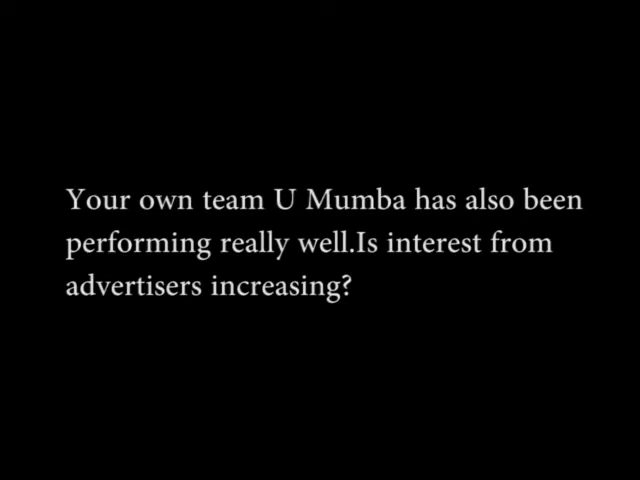 Your own team U Mumba has also been
performing really well.Is interest from
advertisers increasing?